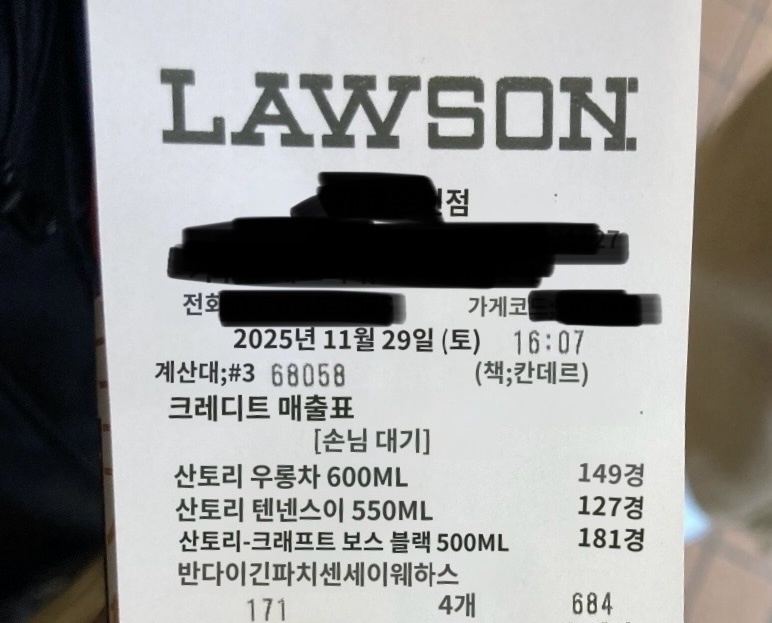 LAWSON
점
27
전화
가게코드
2025년 11월 29일 (토) 16:07
계산대;#3 68058 (책;칸데르)
크레디트 매출표
[손님 대기]
산토리 우롱차 600ML 149경
산토리 텐넨스이 550ML 127경
산토리-크래프트 보스 블랙 500ML 181경
반다이긴파치센세이웨하스
171 4개 684